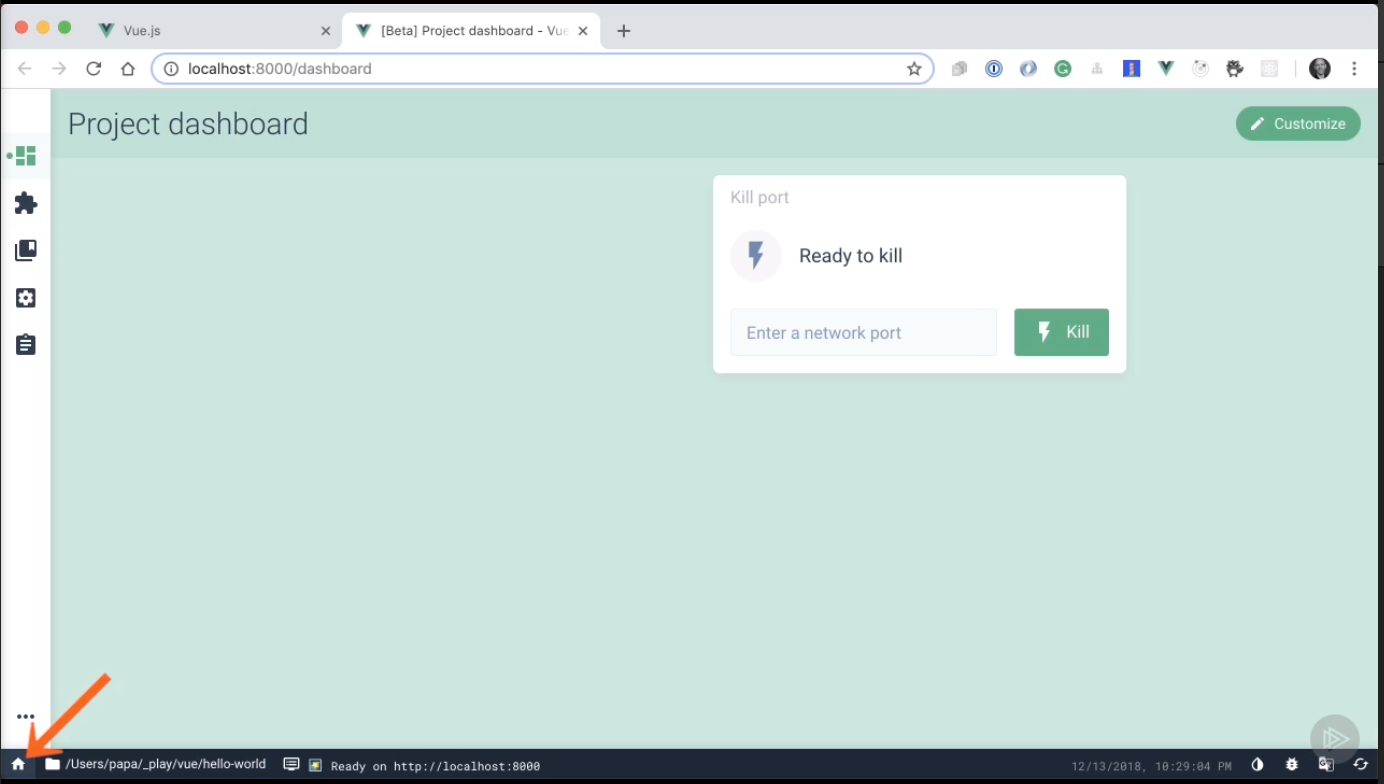 Vue.js
[Beta] Project dashboard - Vue
localhost:8000/dashboard
Project dashboard
Customize
Kill port
Ready to kill
Enter a network port
Kill
/Users/papa/_play/vue/hello-world
Ready on http://localhost:8000
12/13/2018, 10:29:04 PM